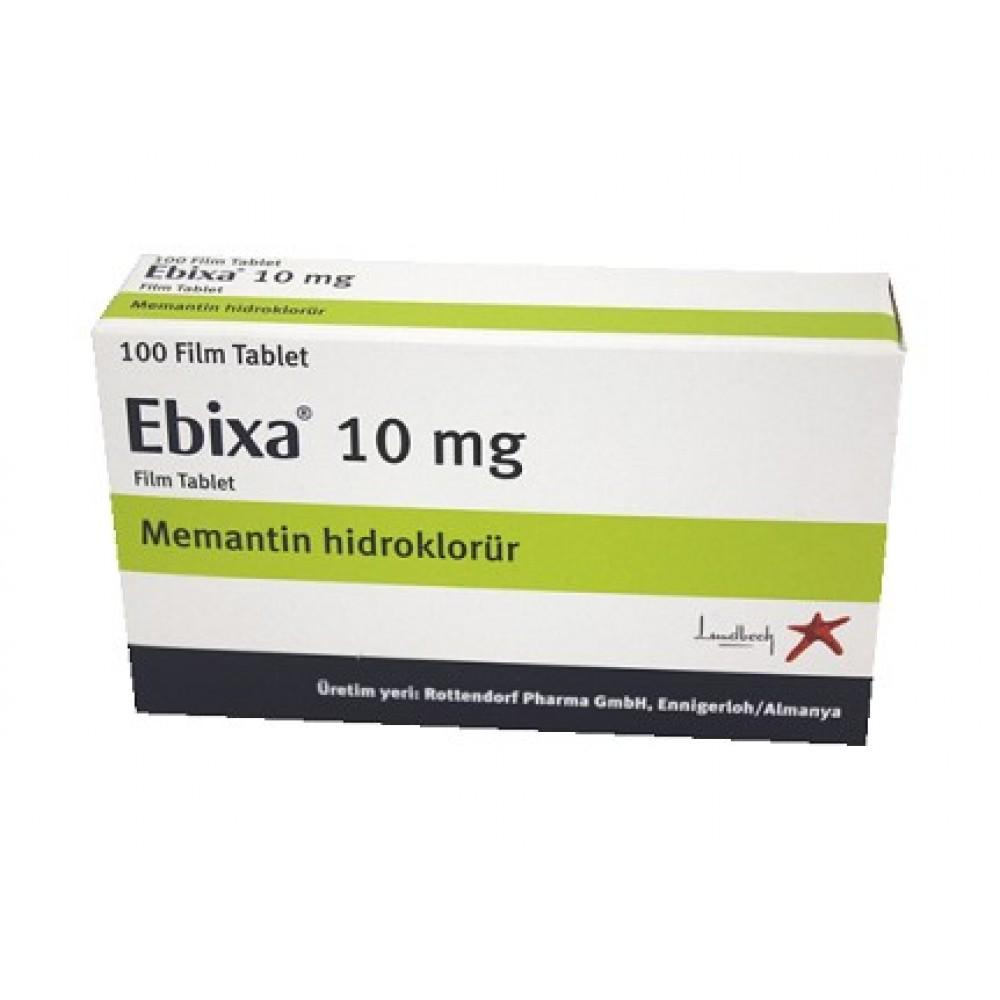 100 Film Tablet
Ebixa® 10 mg
Film Tablet
Memantin hidroklorür
100 Film Tablet
Ebixa® 10 mg
Film Tablet
Memantin hidroklorür
Lundbeck
Üretim yeri: Rottendorf Pharma GmbH, Ennigerloh/Almanya